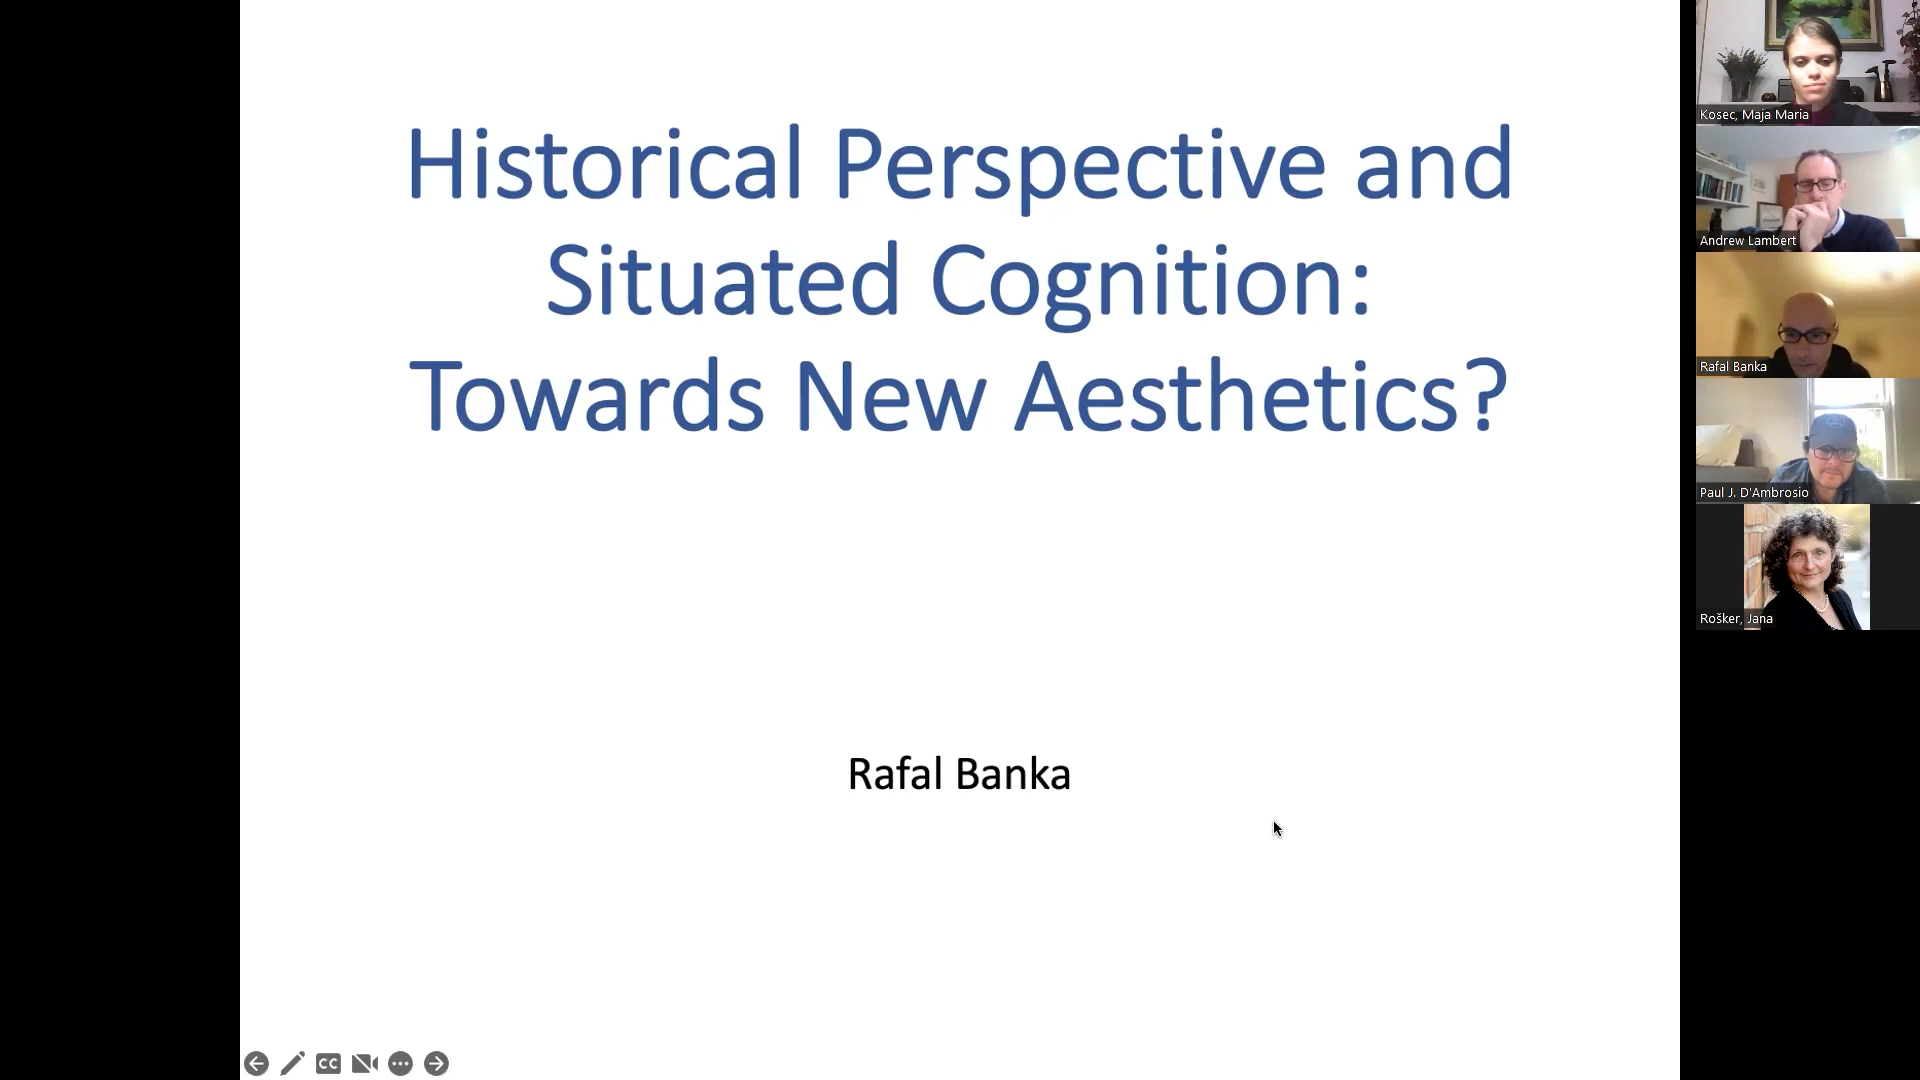 Historical Perspective and
Situated Cognition:
Towards New Aesthetics?
Rafal Banka
Kosec, Maja Maria
Andrew Lambert
Rafal Banka
Paul J. D'Ambrosio
Rošker, Jana
CC